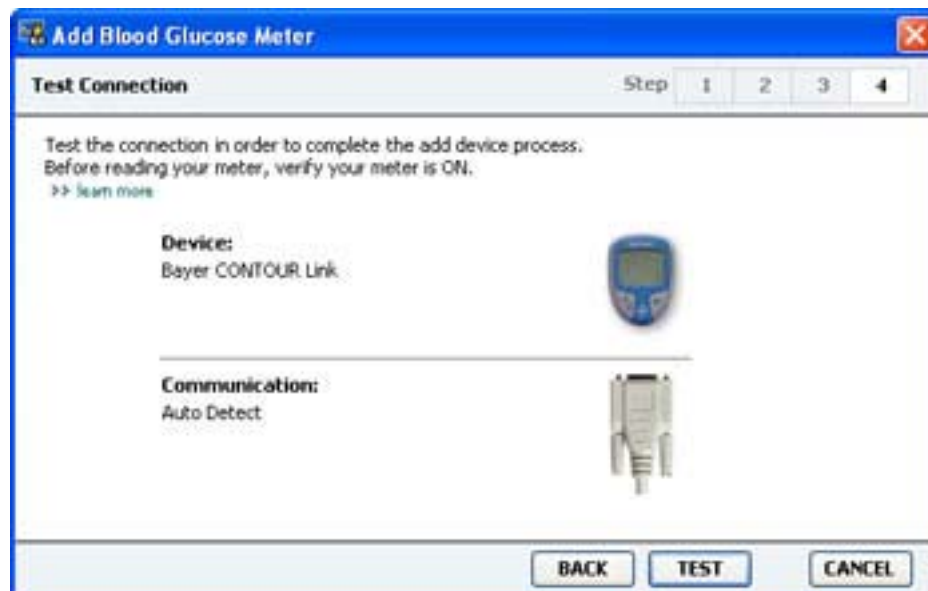 Add Blood Glucose Meter
Test Connection
Step 1 2 3 4
Test the connection in order to complete the add device process.
Before reading your meter, verify your meter is ON.
>> learn more
Device:
Bayer CONTOUR Link
Communication:
Auto Detect
BACK TEST CANCEL